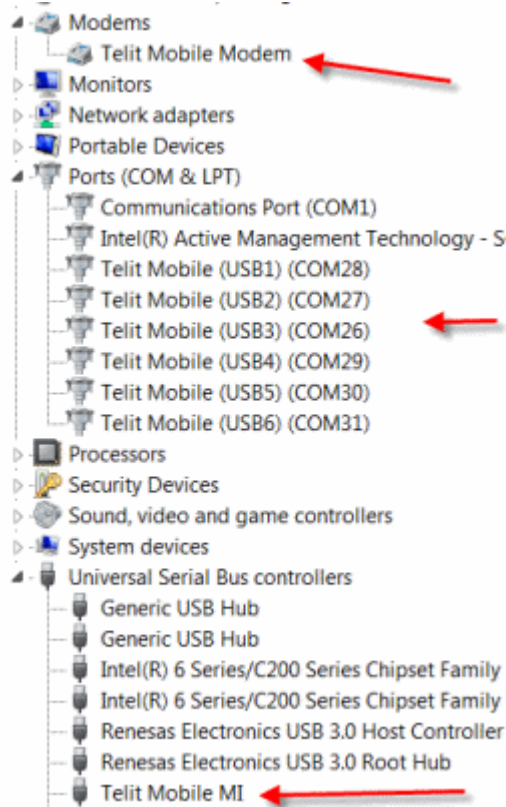 Modems
Telit Mobile Modem
Monitors
Network adapters
Portable Devices
Ports (COM & LPT)
Communications Port (COM1)
Intel(R) Active Management Technology - S
Telit Mobile (USB1) (COM28)
Telit Mobile (USB2) (COM27)
Telit Mobile (USB3) (COM26)
Telit Mobile (USB4) (COM29)
Telit Mobile (USB5) (COM30)
Telit Mobile (USB6) (COM31)
Processors
Security Devices
Sound, video and game controllers
System devices
Universal Serial Bus controllers
Generic USB Hub
Generic USB Hub
Intel(R) 6 Series/C200 Series Chipset Family
Intel(R) 6 Series/C200 Series Chipset Family
Renesas Electronics USB 3.0 Host Controller
Renesas Electronics USB 3.0 Root Hub
Telit Mobile MI